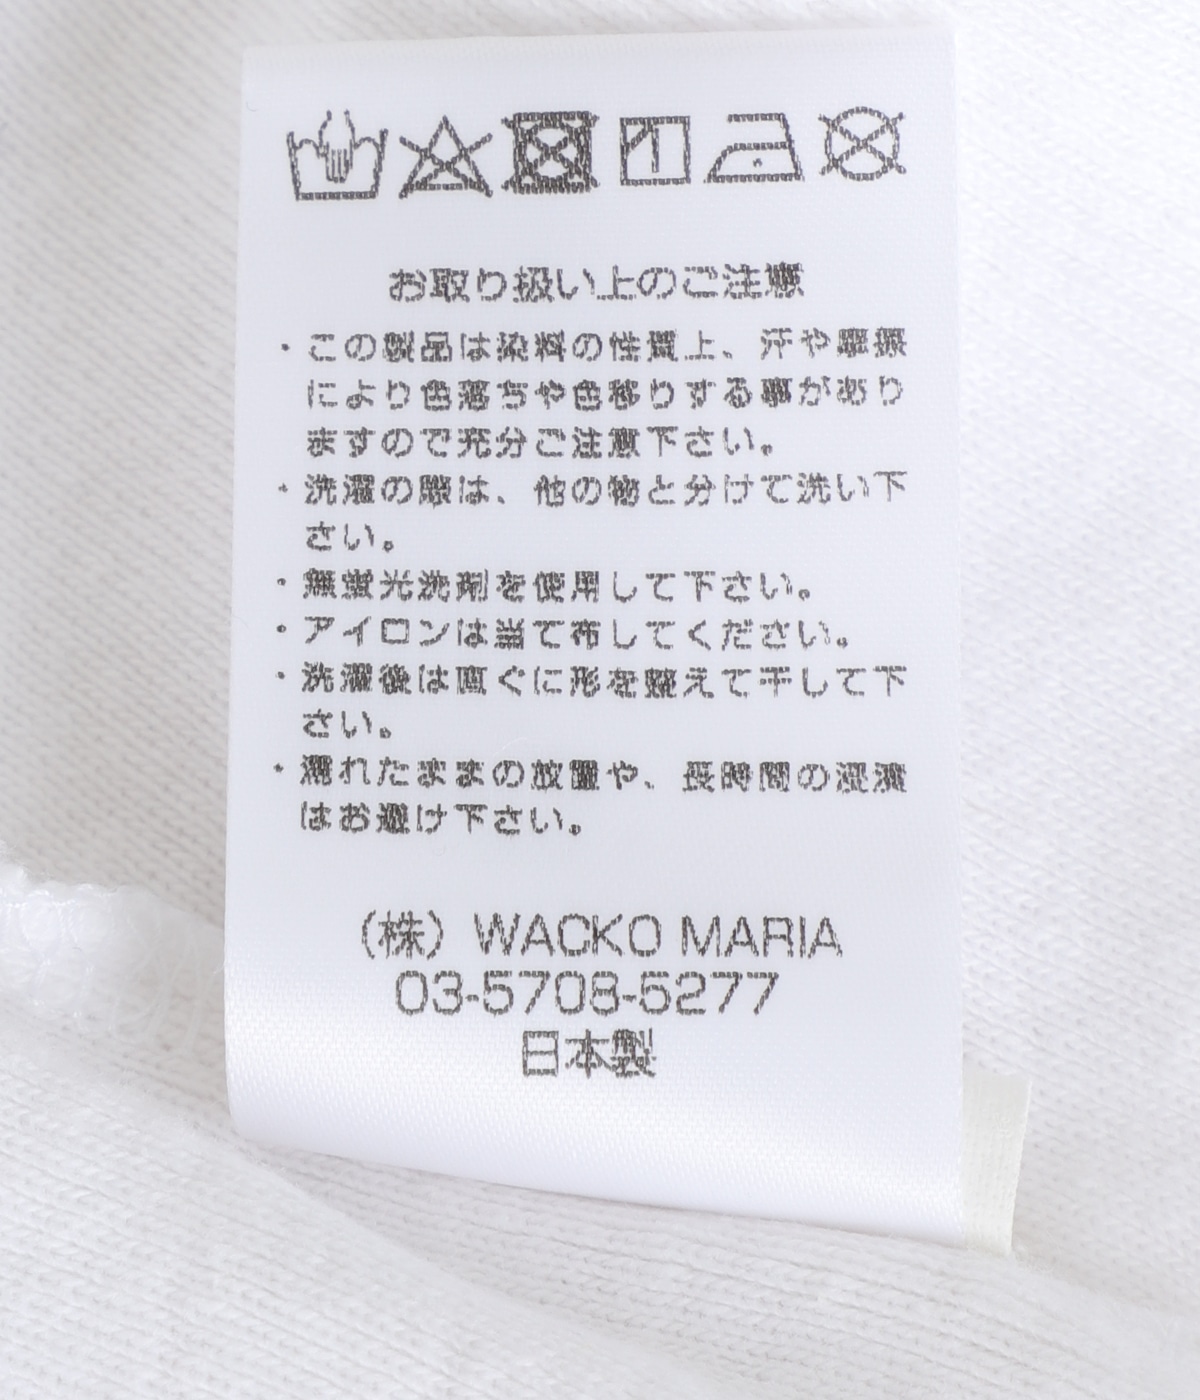 お取り扱い上のご注意
・この製品は染料の性質上、汗や摩擦
により色落ちや色移りする事があり
ますので充分ご注意下さい。
・洗濯の際は、他の物と分けて洗い下
さい。
・無蛍光洗剤を使用して下さい。
・アイロンは当て布してください。
・洗濯後は直ぐに形を整えて干して下
さい。
・濡れたままの放置や、長時間の浸漬
はお避け下さい。
（株）WACKO MARIA
03-5708-5277
日本製